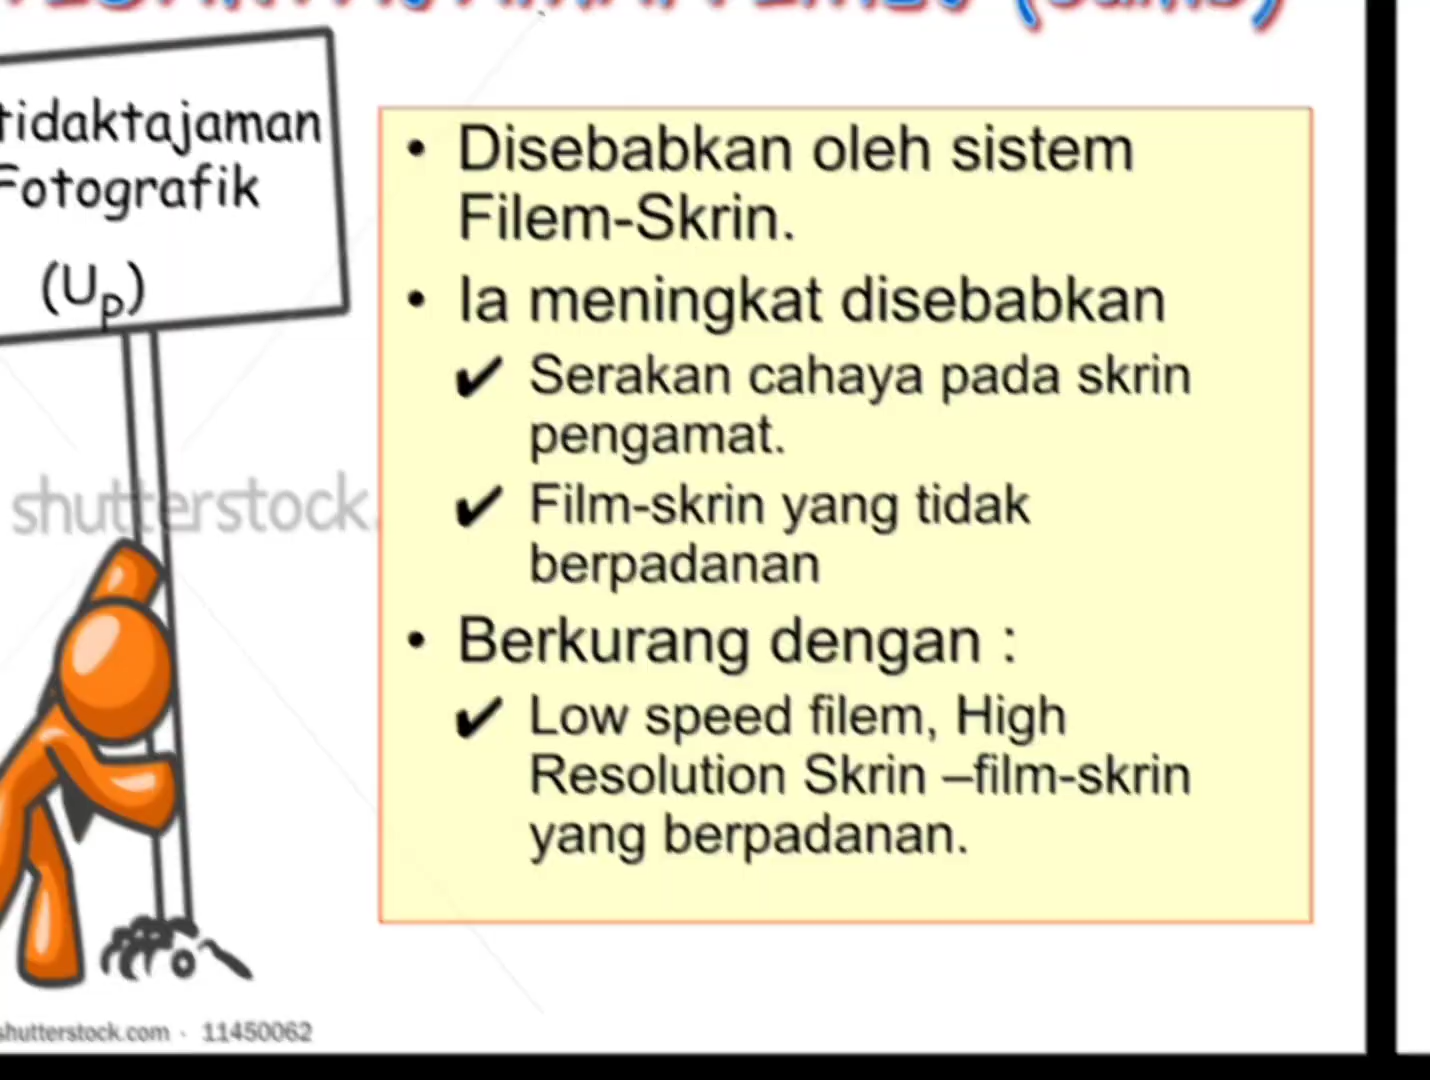 tidaktajaman
Fotografik
(Up)
• Disebabkan oleh sistem
Filem-Skrin.
• Ia meningkat disebabkan
✔ Serakan cahaya pada skrin
pengamat.
✔ Film-skrin yang tidak
berpadanan
• Berkurang dengan :
✔ Low speed filem, High
Resolution Skrin –film-skrin
yang berpadanan.
shutterstock.
shutterstock.com · 11450062